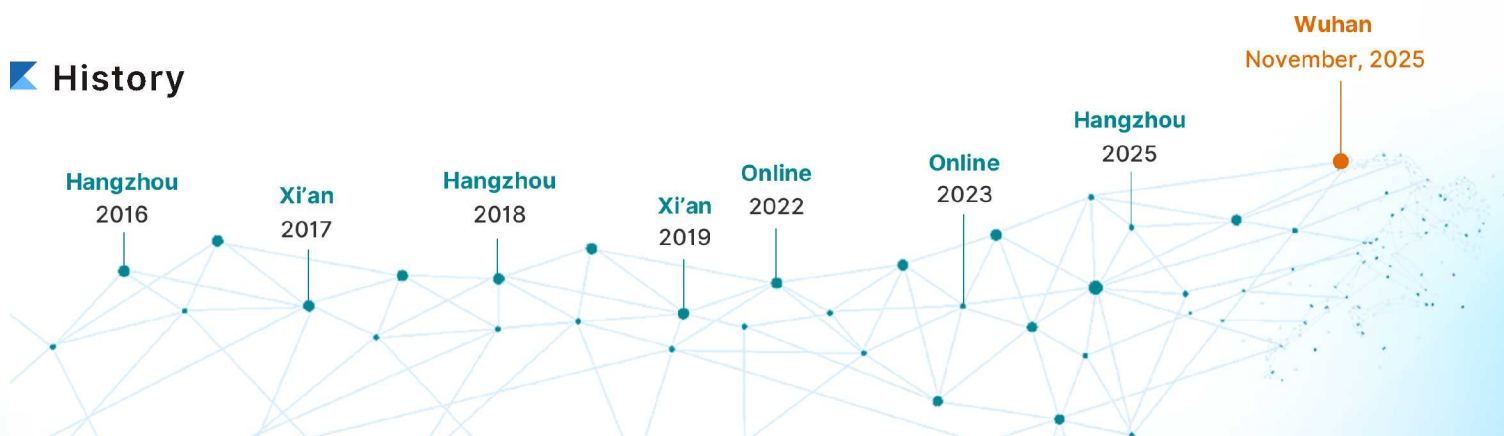 History
Hangzhou
2016
Xi’an
2017
Hangzhou
2018
Xi’an
2019
Online
2022
Online
2023
Hangzhou
2025
Wuhan
November, 2025